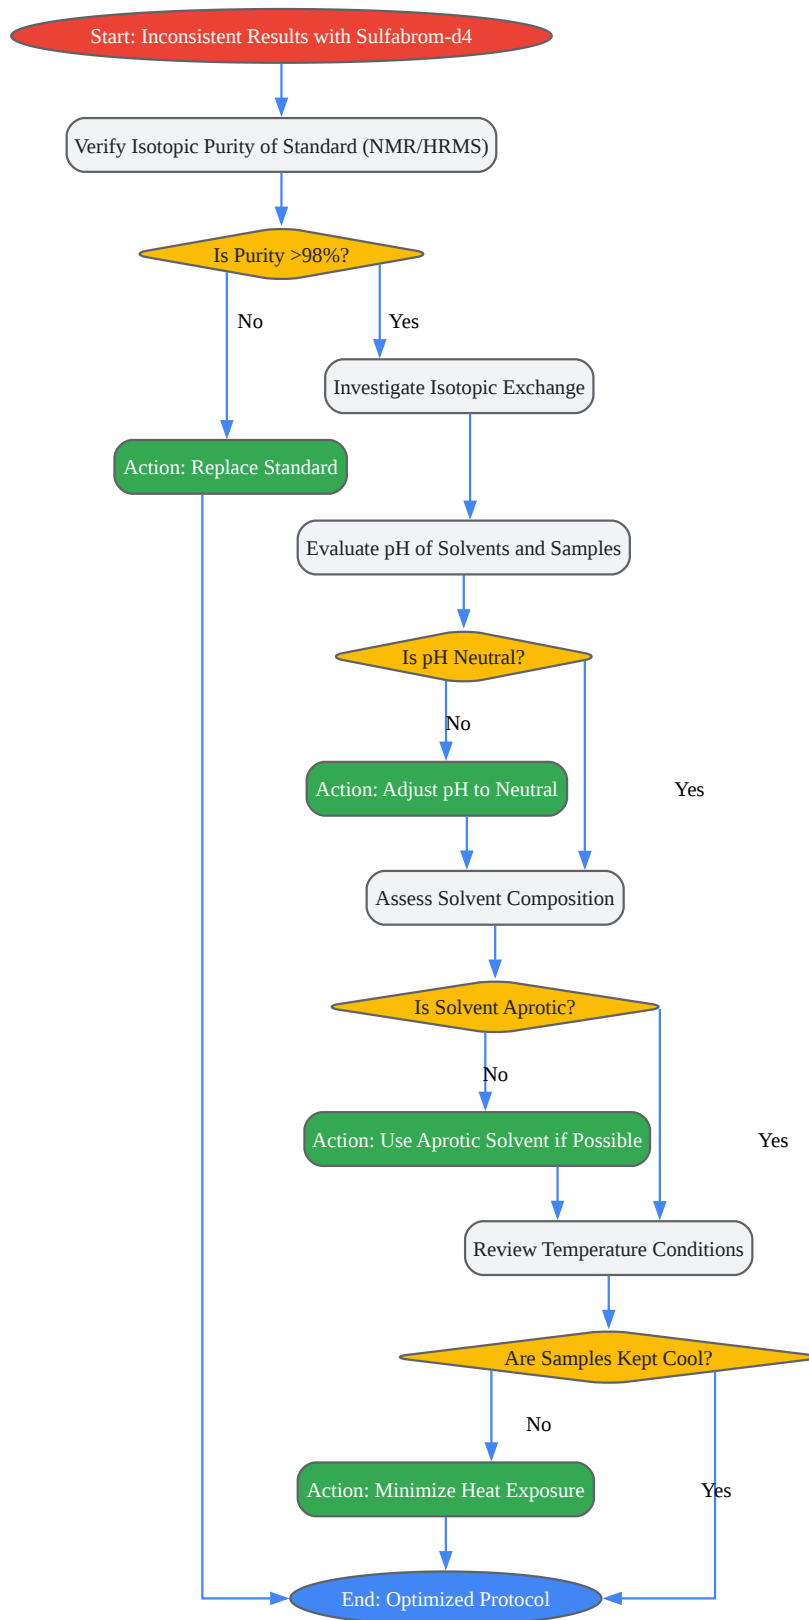 Start: Inconsistent Results with Sulfabrom-d4
Verify Isotopic Purity of Standard (NMR/HRMS)
Is Purity >98%?
No
Yes
Investigate Isotopic Exchange
Action: Replace Standard
Evaluate pH of Solvents and Samples
Is pH Neutral?
No
Action: Adjust pH to Neutral
Yes
Assess Solvent Composition
Is Solvent Aprotic?
No
Action: Use Aprotic Solvent if Possible
Yes
Review Temperature Conditions
Are Samples Kept Cool?
No
Action: Minimize Heat Exposure
Yes
End: Optimized Protocol